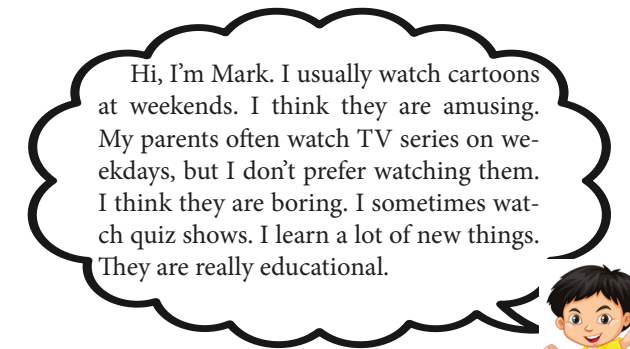 Hi, I'm Mark. I usually watch cartoons
at weekends. I think they are amusing.
My parents often watch TV series on we-
ekdays, but I don't prefer watching them.
I think they are boring. I sometimes wat-
ch quiz shows. I learn a lot of new things.
They are really educational.